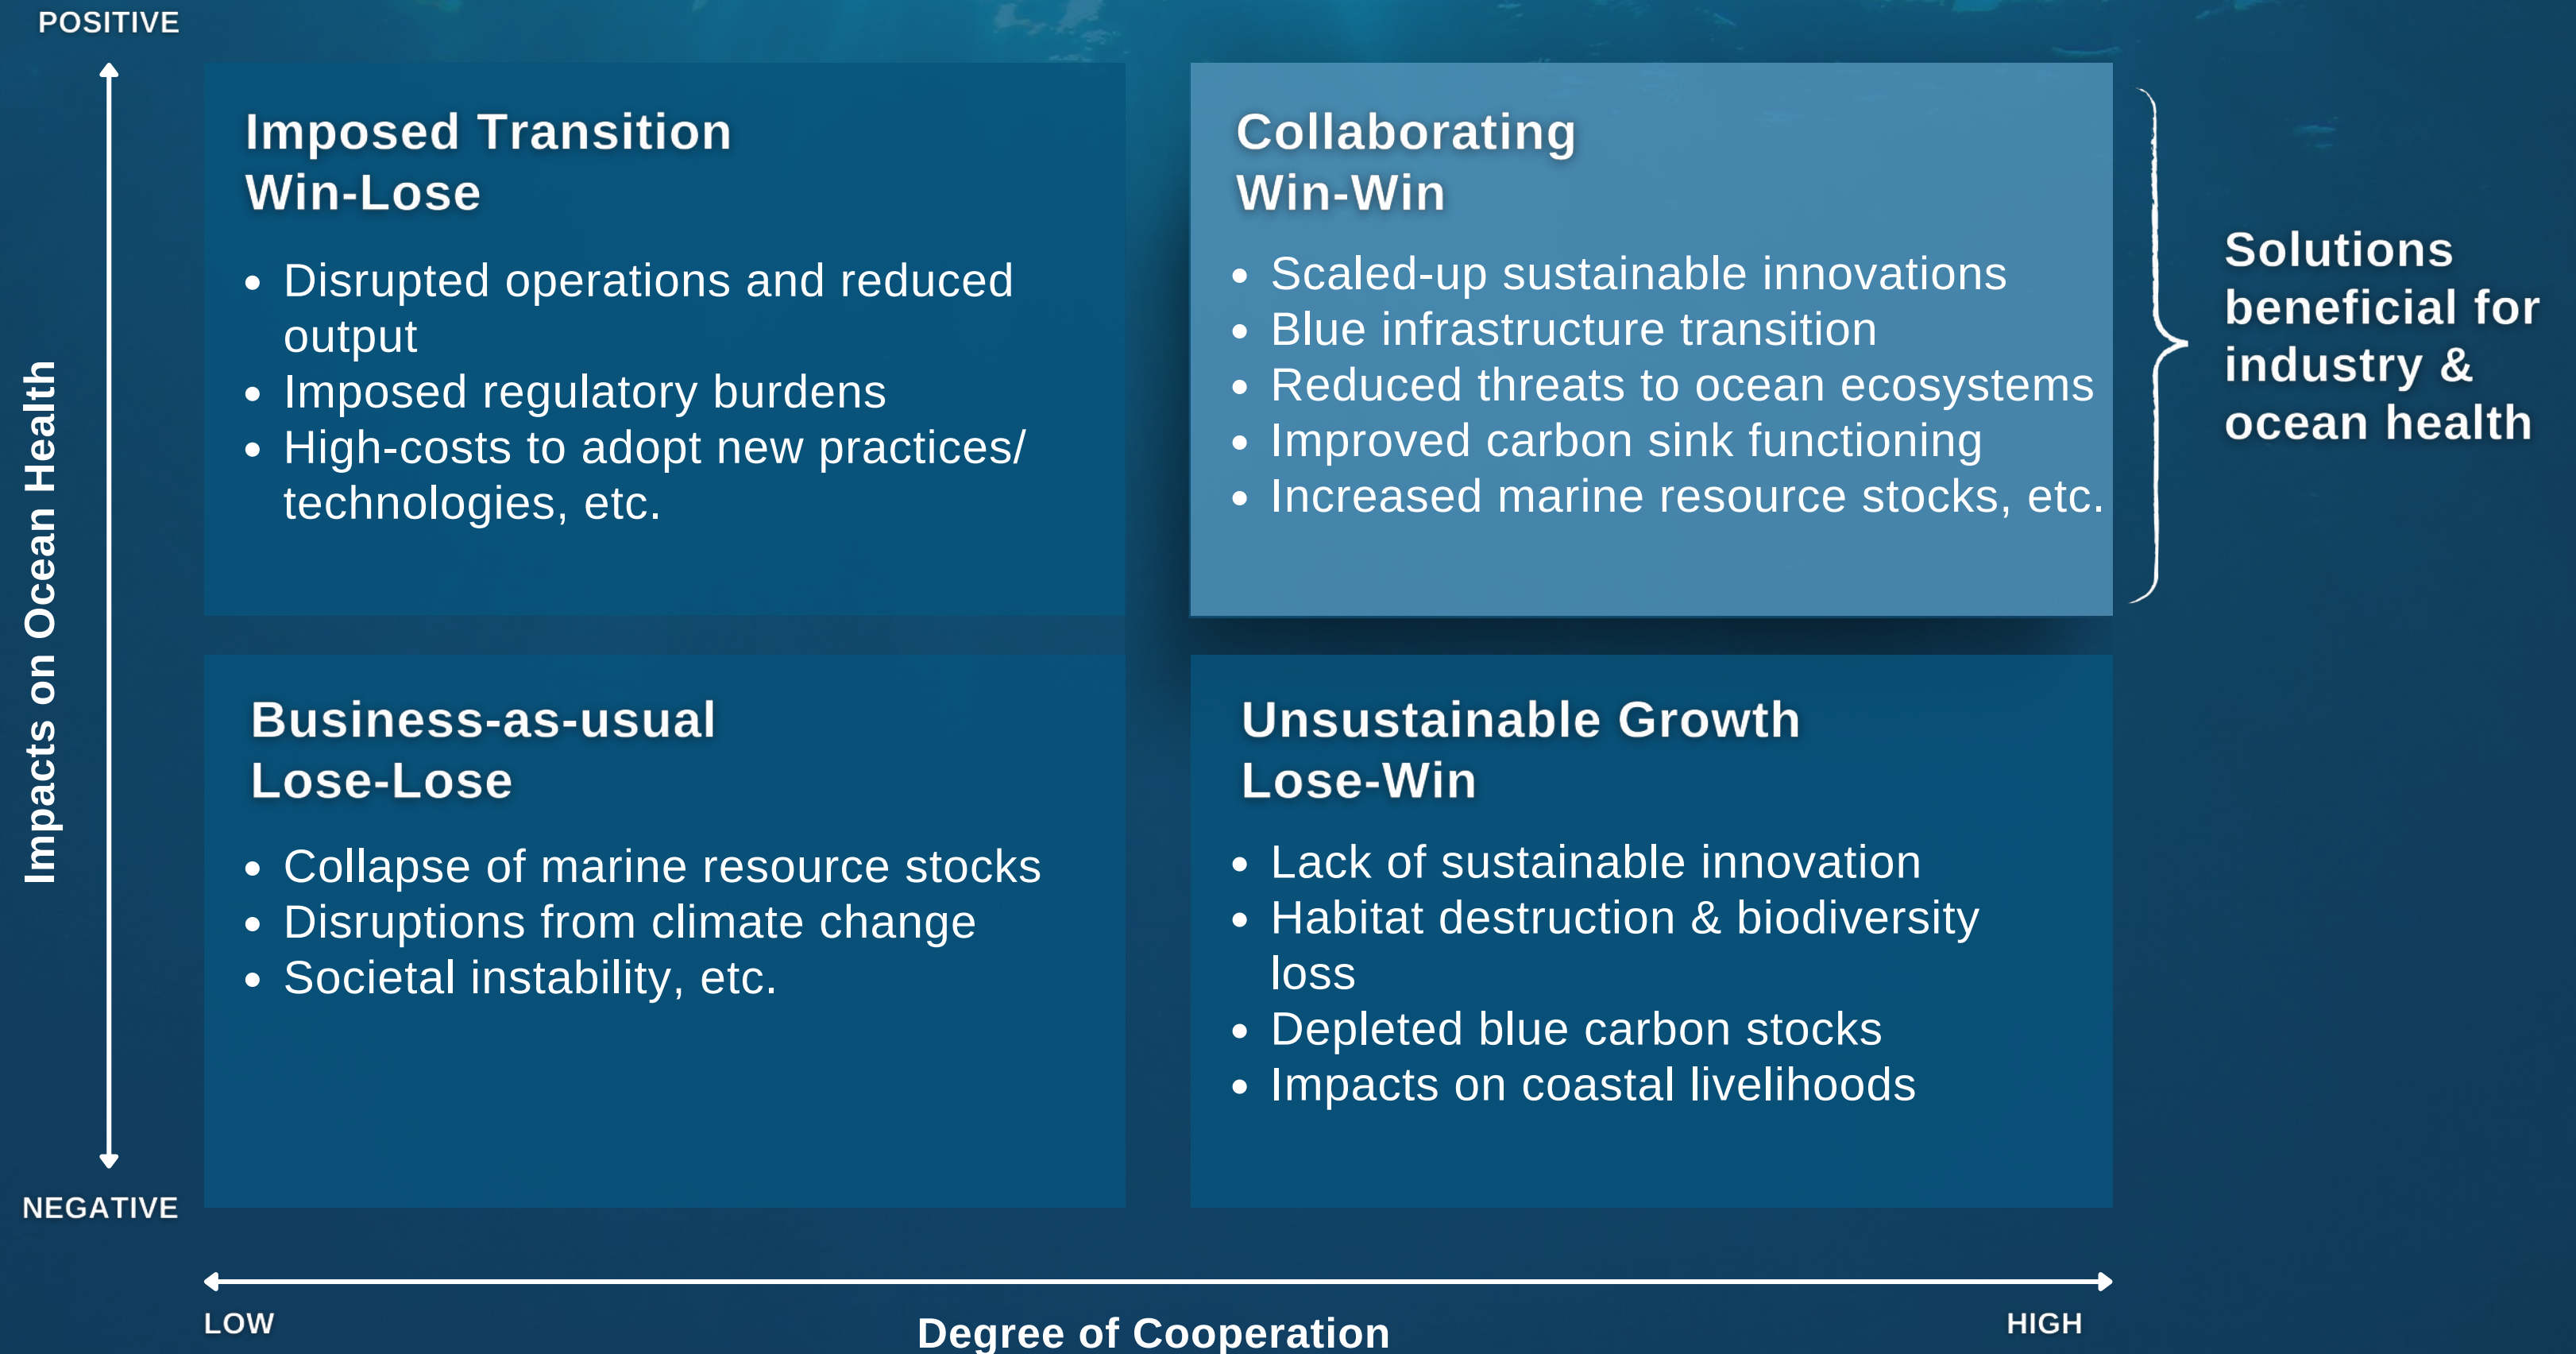 POSITIVE
Imposed Transition
Win-Lose
• Disrupted operations and reduced
output
• Imposed regulatory burdens
• High-costs to adopt new practices/
technologies, etc.
Collaborating
Win-Win
• Scaled-up sustainable innovations
• Blue infrastructure transition
• Reduced threats to ocean ecosystems
• Improved carbon sink functioning
• Increased marine resource stocks, etc.
Solutions
beneficial for
industry &
ocean health
Impacts on Ocean Health
Business-as-usual
Lose-Lose
• Collapse of marine resource stocks
• Disruptions from climate change
• Societal instability, etc.
Unsustainable Growth
Lose-Win
• Lack of sustainable innovation
• Habitat destruction & biodiversity
loss
• Depleted blue carbon stocks
• Impacts on coastal livelihoods
NEGATIVE
LOW
Degree of Cooperation
HIGH